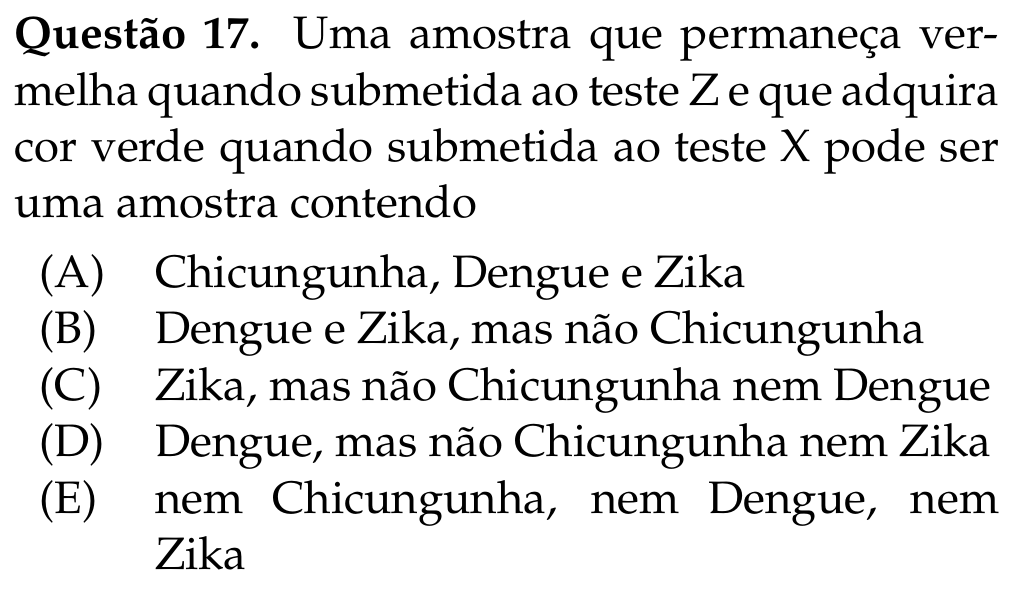 Questão 17. Uma amostra que permaneça ver-
melha quando submetida ao teste Z e que adquira
cor verde quando submetida ao teste X pode ser
uma amostra contendo
(A) Chicungunha, Dengue e Zika
(B) Dengue e Zika, mas não Chicungunha
(C) Zika, mas não Chicungunha nem Dengue
(D) Dengue, mas não Chicungunha nem Zika
(E) nem Chicungunha, nem Dengue, nem
Zika